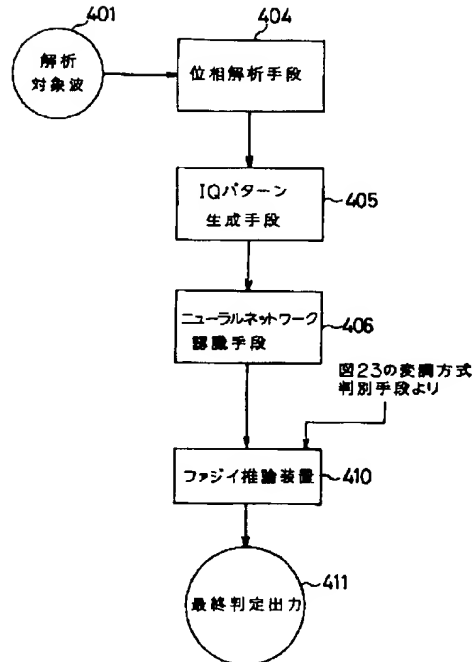 401
解析
対象波
404
位相解析手段
IQパターン
生成手段
405
ニューラルネットワーク
認識手段
406
図23の変調方式
判別手段より
ファジイ推論装置
410
411
最終判定出力